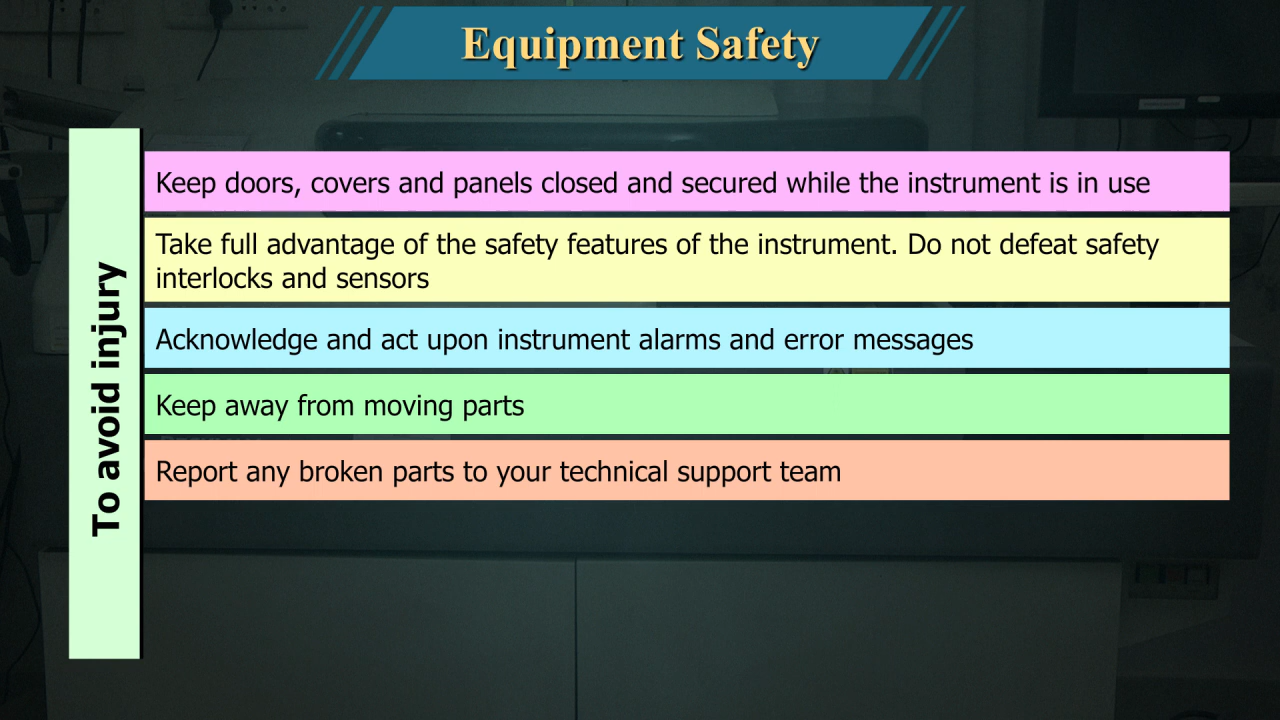 Equipment Safety
To avoid injury
Keep doors, covers and panels closed and secured while the instrument is in use
Take full advantage of the safety features of the instrument. Do not defeat safety
interlocks and sensors
Acknowledge and act upon instrument alarms and error messages
Keep away from moving parts
Report any broken parts to your technical support team